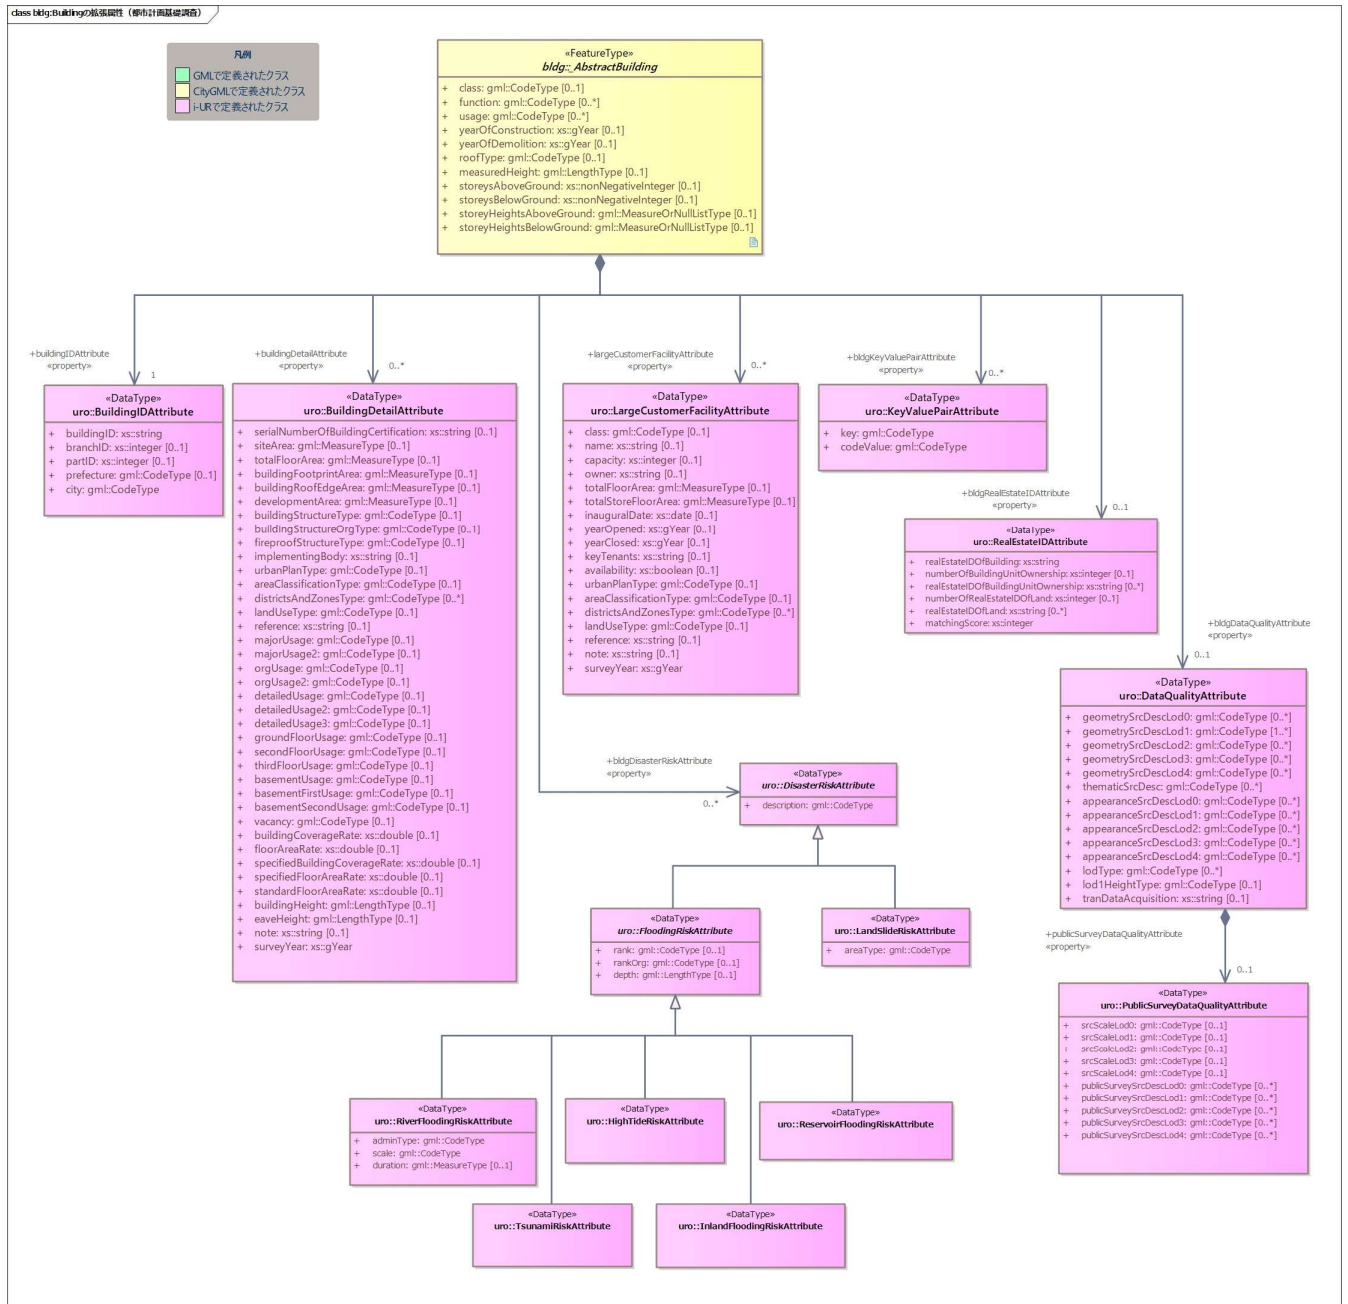 class bldg:Buildingの拡張属性（都市計画基礎調査）
凡例
GMLで定義されたクラス
CityGMLで定義されたクラス
i-URで定義されたクラス
«FeatureType»
bldg::_AbstractBuilding
+ class: gml::CodeType [0..1]
+ function: gml::CodeType [0..*]
+ usage: gml::CodeType [0..*]
+ yearOfConstruction: xs::gYear [0..1]
+ yearOfDemolition: xs::gYear [0..1]
+ roofType: gml::CodeType [0..1]
+ measuredHeight: gml::LengthType [0..1]
+ storeysAboveGround: xs::nonNegativeInteger [0..1]
+ storeysBelowGround: xs::nonNegativeInteger [0..1]
+ storeyHeightsAboveGround: gml::MeasureOrNullListType [0..1]
+ storeyHeightsBelowGround: gml::MeasureOrNullListType [0..1]
+buildingIDAttribute
«property»
1
«DataType»
uro::BuildingIDAttribute
+ buildingID: xs::string
+ branchID: xs::integer [0..1]
+ partID: xs::integer [0..1]
+ prefecture: gml::CodeType [0..1]
+ city: gml::CodeType
+buildingDetailAttribute
«property»
0..*
«DataType»
uro::BuildingDetailAttribute
+ serialNumberOfBuildingCertification: xs::string [0..1]
+ siteArea: gml::MeasureType [0..1]
+ totalFloorArea: gml::MeasureType [0..1]
+ buildingFootprintArea: gml::MeasureType [0..1]
+ buildingRoofEdgeArea: gml::MeasureType [0..1]
+ developmentArea: gml::MeasureType [0..1]
+ buildingStructureType: gml::CodeType [0..1]
+ buildingStructureOrgType: gml::CodeType [0..1]
+ fireproofStructureType: gml::CodeType [0..1]
+ implementingBody: xs::string [0..1]
+ urbanPlanType: gml::CodeType [0..1]
+ areaClassificationType: gml::CodeType [0..1]
+ districtsAndZonesType: gml::CodeType [0..*]
+ landUseType: gml::CodeType [0..1]
+ reference: xs::string [0..1]
+ majorUsage: gml::CodeType [0..1]
+ majorUsage2: gml::CodeType [0..1]
+ orgUsage: gml::CodeType [0..1]
+ orgUsage2: gml::CodeType [0..1]
+ detailedUsage: gml::CodeType [0..1]
+ detailedUsage2: gml::CodeType [0..1]
+ detailedUsage3: gml::CodeType [0..1]
+ groundFloorUsage: gml::CodeType [0..1]
+ secondFloorUsage: gml::CodeType [0..1]
+ thirdFloorUsage: gml::CodeType [0..1]
+ basementUsage: gml::CodeType [0..1]
+ basementFirstUsage: gml::CodeType [0..1]
+ basementSecondUsage: gml::CodeType [0..1]
+ vacancy: gml::CodeType [0..1]
+ buildingCoverageRate: xs::double [0..1]
+ floorAreaRate: xs::double [0..1]
+ specifiedBuildingCoverageRate: xs::double [0..1]
+ specifiedFloorAreaRate: xs::double [0..1]
+ standardFloorAreaRate: xs::double [0..1]
+ buildingHeight: gml::LengthType [0..1]
+ eaveHeight: gml::LengthType [0..1]
+ note: xs::string [0..1]
+ surveyYear: xs::gYear
+largeCustomerFacilityAttribute
«property»
0..*
«DataType»
uro::LargeCustomerFacilityAttribute
+ class: gml::CodeType [0..1]
+ name: xs::string [0..1]
+ capacity: xs::integer [0..1]
+ owner: xs::string [0..1]
+ totalFloorArea: gml::MeasureType [0..1]
+ totalStoreFloorArea: gml::MeasureType [0..1]
+ inauguralDate: xs::date [0..1]
+ yearOpened: xs::gYear [0..1]
+ yearClosed: xs::gYear [0..1]
+ keyTenants: xs::string [0..1]
+ availability: xs::boolean [0..1]
+ urbanPlanType: gml::CodeType [0..1]
+ areaClassificationType: gml::CodeType [0..1]
+ districtsAndZonesType: gml::CodeType [0..*]
+ landUseType: gml::CodeType [0..1]
+ reference: xs::string [0..1]
+ note: xs::string [0..1]
+ surveyYear: xs::gYear
+bldgKeyValuePairAttribute
«property»
0..*
«DataType»
uro::KeyValuePairAttribute
+ key: gml::CodeType
+ codeValue: gml::CodeType
+bldgRealEstateIDAttribute
«property»
0..1
«DataType»
uro::RealEstateIDAttribute
+ realEstateIDOfBuilding: xs::string
+ numberOfBuildingUnitOwnership: xs::integer [0..1]
+ realEstateIDOfBuildingUnitOwnership: xs::string [0..*]
+ numberOfRealEstateIDOfLand: xs::integer [0..1]
+ realEstateIDOfLand: xs::string [0..*]
+ matchingScore: xs::integer
+bldgDataQualityAttribute
«property»
0..1
«DataType»
uro::DataQualityAttribute
+ geometrySrcDescLod0: gml::CodeType [0..*]
+ geometrySrcDescLod1: gml::CodeType [1..*]
+ geometrySrcDescLod2: gml::CodeType [0..*]
+ geometrySrcDescLod3: gml::CodeType [0..*]
+ geometrySrcDescLod4: gml::CodeType [0..*]
+ thematicSrcDesc: gml::CodeType [0..*]
+ appearanceSrcDescLod0: gml::CodeType [0..*]
+ appearanceSrcDescLod1: gml::CodeType [0..*]
+ appearanceSrcDescLod2: gml::CodeType [0..*]
+ appearanceSrcDescLod3: gml::CodeType [0..*]
+ appearanceSrcDescLod4: gml::CodeType [0..*]
+ lodType: gml::CodeType [0..*]
+ lod1HeightType: gml::CodeType [0..1]
+ tranDataAcquisition: xs::string [0..1]
+bldgDisasterRiskAttribute
«property»
0..*
«DataType»
uro::DisasterRiskAttribute
+ description: gml::CodeType
«DataType»
uro::FloodingRiskAttribute
+ rank: gml::CodeType [0..1]
+ rankOrg: gml::CodeType [0..1]
+ depth: gml::LengthType [0..1]
«DataType»
uro::LandSlideRiskAttribute
+ areaType: gml::CodeType
+publicSurveyDataQualityAttribute
«property»
0..1
«DataType»
uro::PublicSurveyDataQualityAttribute
+ srcScaleLod0: gml::CodeType [0..1]
+ srcScaleLod1: gml::CodeType [0..1]
+ srcScaleLod2: gml::CodeType [0..1]
+ srcScaleLod3: gml::CodeType [0..1]
+ srcScaleLod4: gml::CodeType [0..1]
+ publicSurveySrcDescLod0: gml::CodeType [0..*]
+ publicSurveySrcDescLod1: gml::CodeType [0..*]
+ publicSurveySrcDescLod2: gml::CodeType [0..*]
+ publicSurveySrcDescLod3: gml::CodeType [0..*]
+ publicSurveySrcDescLod4: gml::CodeType [0..*]
«DataType»
uro::RiverFloodingRiskAttribute
+ adminType: gml::CodeType
+ scale: gml::CodeType
+ duration: gml::MeasureType [0..1]
«DataType»
uro::HighTideRiskAttribute
«DataType»
uro::ReservoirFloodingRiskAttribute
«DataType»
uro::TsunamiRiskAttribute
«DataType»
uro::InlandFloodingRiskAttribute